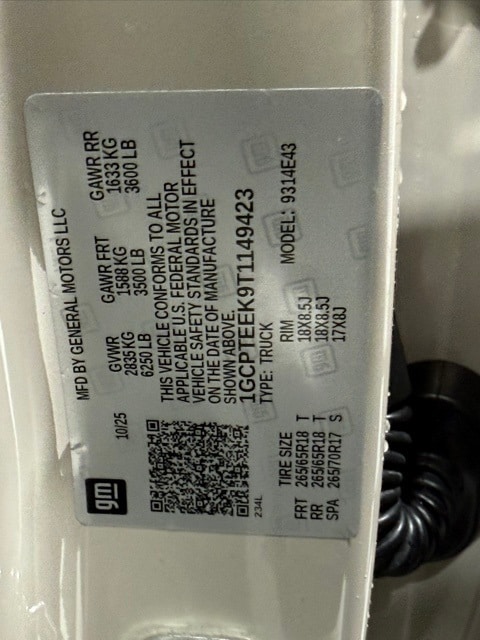 gm
MFD BY GENERAL MOTORS LLC
10/25
GVWR GAWR FRT GAWR RR
2835 KG 1588 KG 1633 KG
6250 LB 3500 LB 3600 LB
THIS VEHICLE CONFORMS TO ALL
APPLICABLE U.S. FEDERAL MOTOR
VEHICLE SAFETY STANDARDS IN EFFECT
ON THE DATE OF MANUFACTURE
SHOWN ABOVE.
1GCPTEEK9T1149423
TYPE: TRUCK MODEL: 9314E43
234L
TIRE SIZE RIM
FRT 265/65R18 T 18X8.5J
RR 265/65R18 T 18X8.5J
SPA 265/70R17 S 17X8J